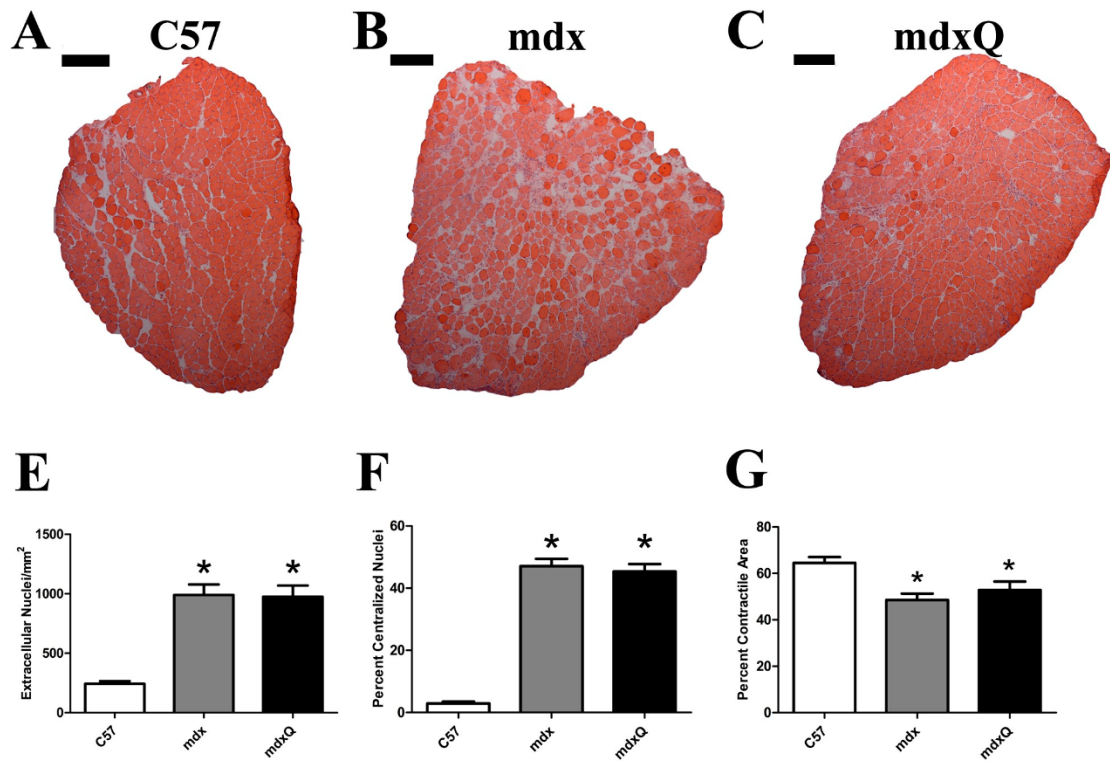 A C57
B mdx
C mdxQ
E
Extracellular Nuclei/mm²
1500
1000
500
0
* *
C57 mdx mdxQ
F
Percent Centralized Nuclei
60
40
20
0
* *
C57 mdx mdxQ
G
Percent Contractile Area
80
60
40
20
0
* *
C57 mdx mdxQ